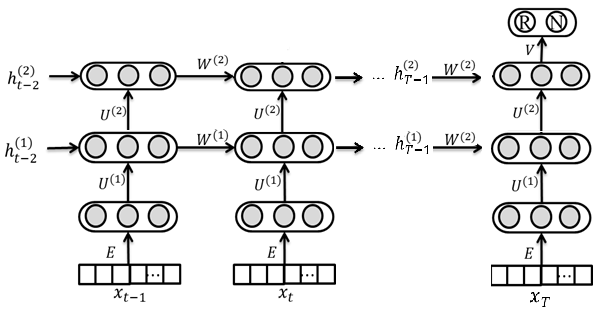 R N
V
h_{t-2}^{(2)} W^{(2)} ... h_{T-1}^{(2)} W^{(2)}
U^{(2)} U^{(2)} U^{(2)}
h_{t-2}^{(1)} W^{(1)} ... h_{T-1}^{(1)} W^{(2)}
U^{(1)} U^{(1)} U^{(1)}
E E E
... ... ...
x_{t-1} x_t x_T